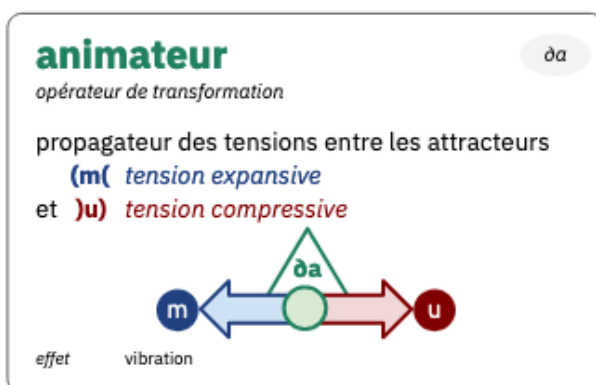 animateur
∂a
opérateur de transformation
propagateur des tensions entre les attracteurs
(m( tension expansive
et )u) tension compressive
∂a
m u
effet vibration